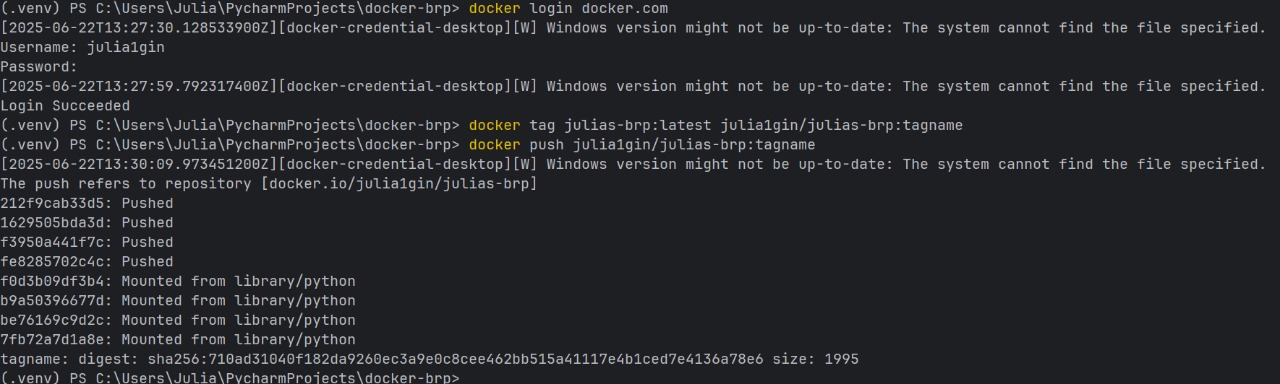 (.venv) PS C:\Users\Julia\PycharmProjects\docker-brp> docker login docker.com
[2025-06-22T13:27:30.128533900Z][docker-credential-desktop][W] Windows version might not be up-to-date: The system cannot find the file specified.
Username: julia1gin
Password:
[2025-06-22T13:27:59.792317400Z][docker-credential-desktop][W] Windows version might not be up-to-date: The system cannot find the file specified.
Login Succeeded
(.venv) PS C:\Users\Julia\PycharmProjects\docker-brp> docker tag julias-brp:latest julia1gin/julias-brp:tagname
(.venv) PS C:\Users\Julia\PycharmProjects\docker-brp> docker push julia1gin/julias-brp:tagname
[2025-06-22T13:30:09.973451200Z][docker-credential-desktop][W] Windows version might not be up-to-date: The system cannot find the file specified.
The push refers to repository [docker.io/julia1gin/julias-brp]
212f9cab33d5: Pushed
1629505bda3d: Pushed
f3950a441f7c: Pushed
fe8285702c4c: Pushed
f0d3b09df3b4: Mounted from library/python
b9a50396677d: Mounted from library/python
be76169c9d2c: Mounted from library/python
7fb72a7d1a8e: Mounted from library/python
tagname: digest: sha256:710ad31040f182da9260ec3a9e0c8cee462bb515a41117e4b1ced7e4136a78e6 size: 1995
(.venv) PS C:\Users\Julia\PycharmProjects\docker-brp>